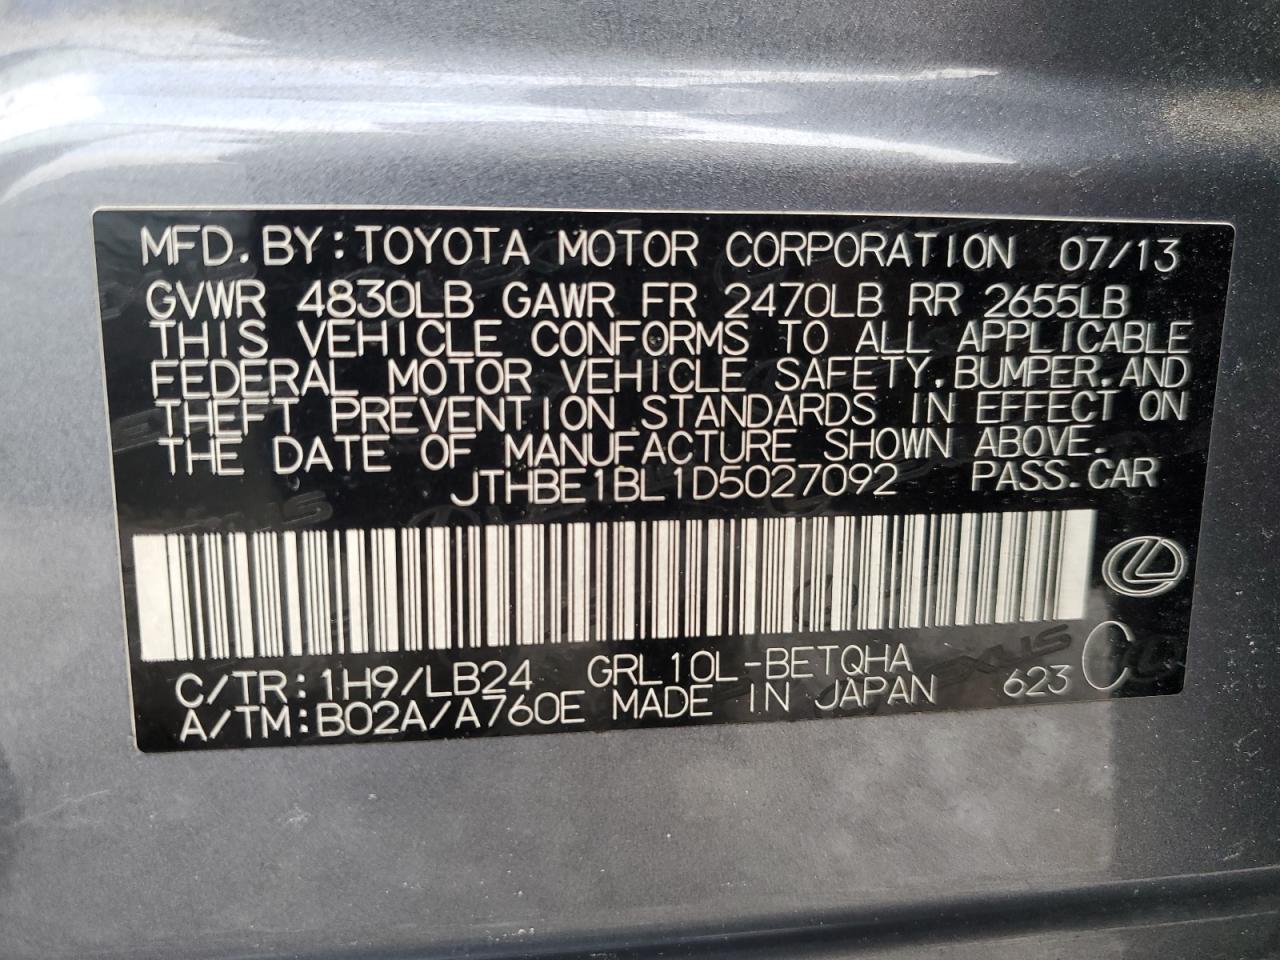 MFD. BY: TOYOTA MOTOR CORPORATION 07/13
GVWR 4830LB GAWR FR 2470LB RR 2655LB
THIS VEHICLE CONFORMS TO ALL APPLICABLE
FEDERAL MOTOR VEHICLE SAFETY, BUMPER, AND
THEFT PREVENTION STANDARDS IN EFFECT ON
THE DATE OF MANUFACTURE SHOWN ABOVE.
JTHBE1BL1D5027092 PASS. CAR
C/TR: 1H9/LB24 GRL10L-BETQHA
A/TM: B02A/A760E MADE IN JAPAN 623 C